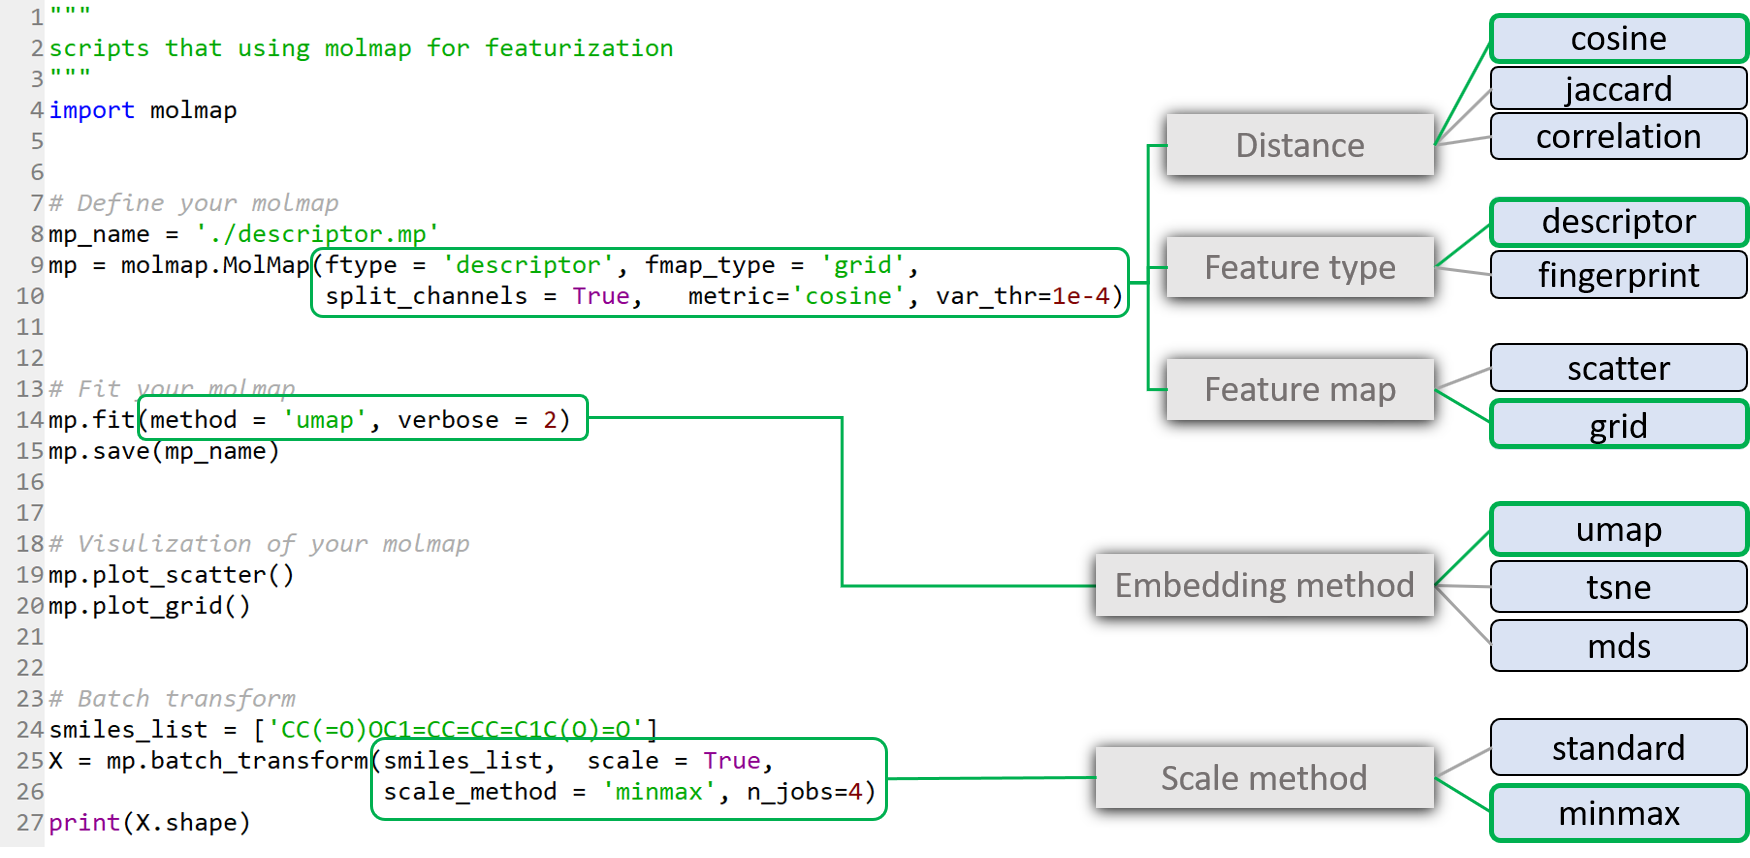 1 """
2 scripts that using molmap for featurization
3 """
4 import molmap
5
6
7 # Define your molmap
8 mp_name = './descriptor.mp'
9 mp = molmap.MolMap(ftype = 'descriptor', fmap_type = 'grid',
10 split_channels = True, metric='cosine', var_thr=1e-4)
11
12
13 # Fit your molmap
14 mp.fit(method = 'umap', verbose = 2)
15 mp.save(mp_name)
16
17
18 # Visulization of your molmap
19 mp.plot_scatter()
20 mp.plot_grid()
21
22
23 # Batch transform
24 smiles_list = ['CC(=O)OC1=CC=CC=C1C(O)=O']
25 X = mp.batch_transform(smiles_list, scale = True,
26 scale_method = 'minmax', n_jobs=4)
27 print(X.shape)
Distance
cosine
jaccard
correlation
Feature type
descriptor
fingerprint
Feature map
scatter
grid
Embedding method
umap
tsne
mds
Scale method
standard
minmax